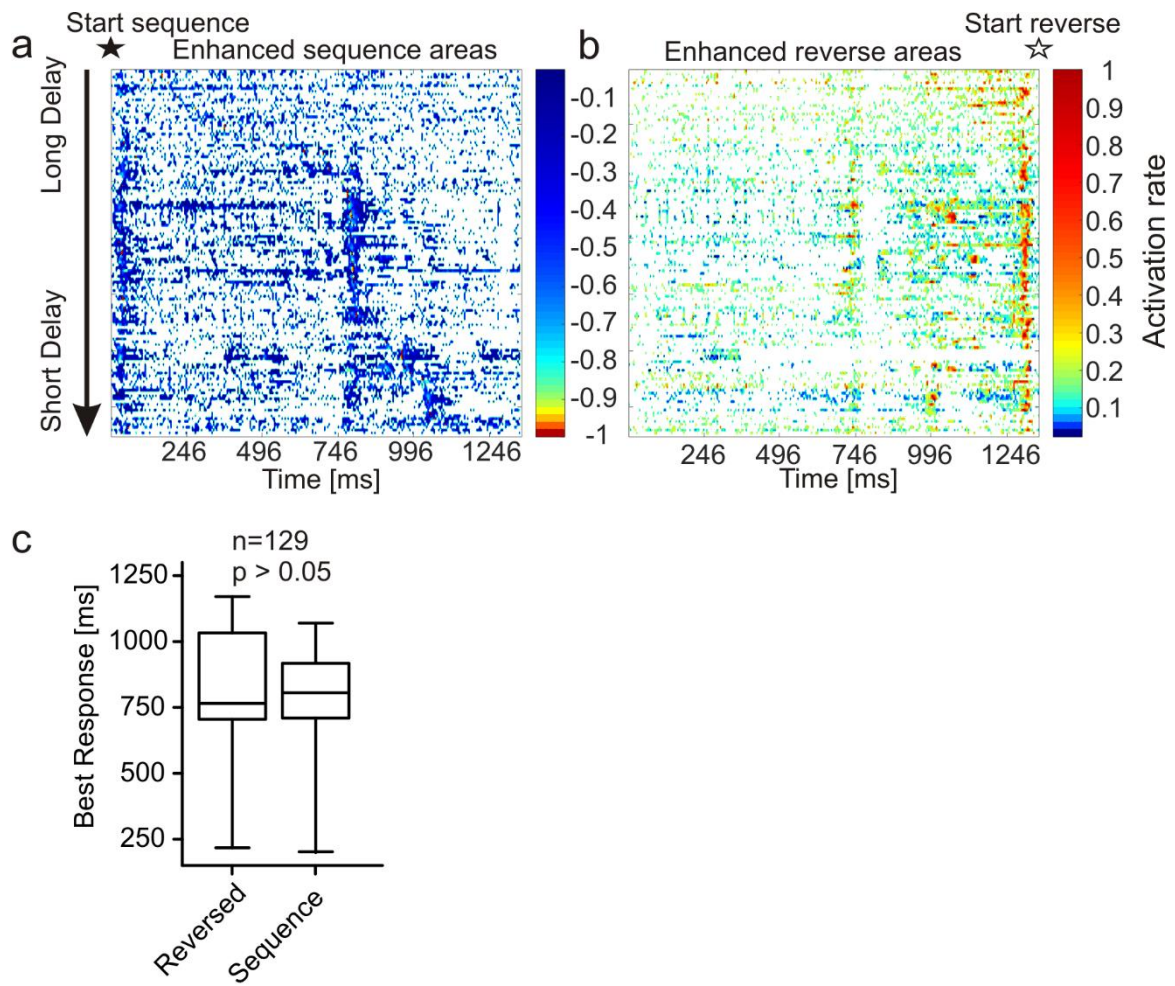 Start sequence
a
★
Enhanced sequence areas
Long Delay
Short Delay
-0.1
-0.2
-0.3
-0.4
-0.5
-0.6
-0.7
-0.8
-0.9
-1
246 496 746 996 1246
Time [ms]
Start reverse
b
Enhanced reverse areas
☆
1
0.9
0.8
0.7
0.6
0.5
0.4
0.3
0.2
0.1
Activation rate
246 496 746 996 1246
Time [ms]
c
n=129
p > 0.05
Best Response [ms]
1250
1000
750
500
250
Reversed
Sequence